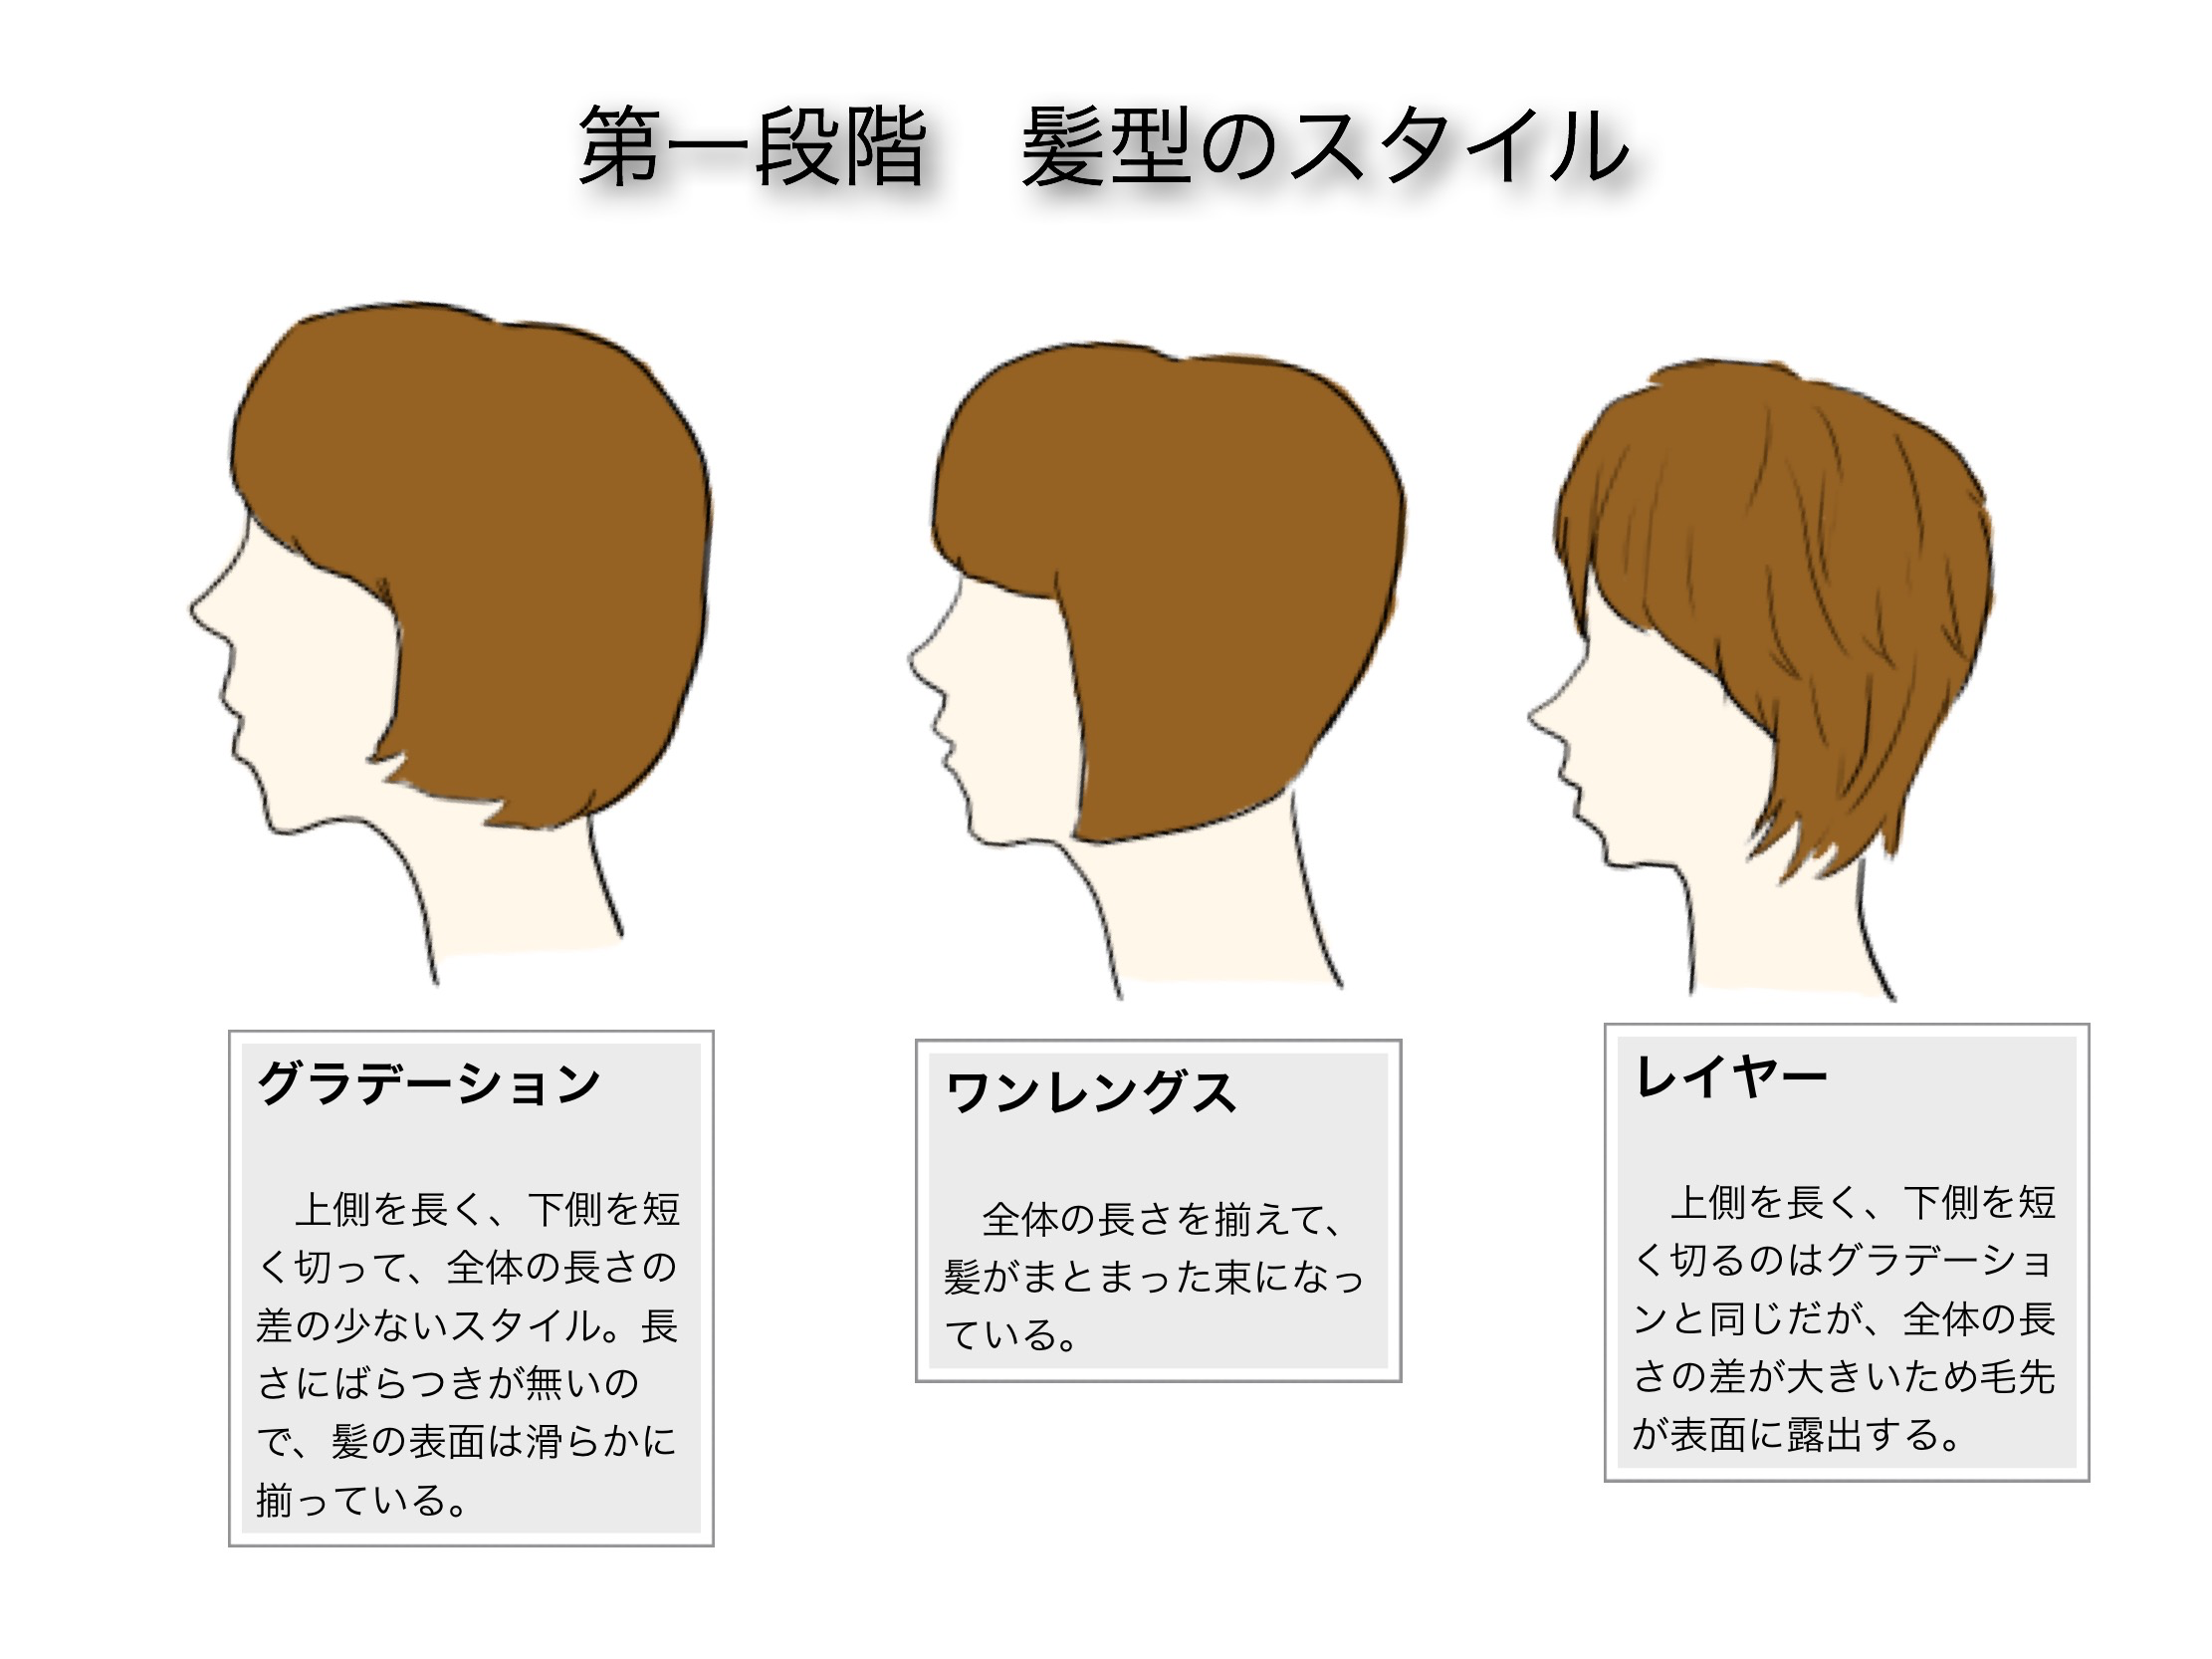 第一段階　髪型のスタイル
グラデーション
　上側を長く、下側を短
く切って、全体の長さの
差の少ないスタイル。長
さにばらつきが無いの
で、髪の表面は滑らかに
揃っている。
ワンレングス
　全体の長さを揃えて、
髪がまとまった束になっ
ている。
レイヤー
　上側を長く、下側を短
く切るのはグラデーショ
ンと同じだが、全体の長
さの差が大きいため毛先
が表面に露出する。